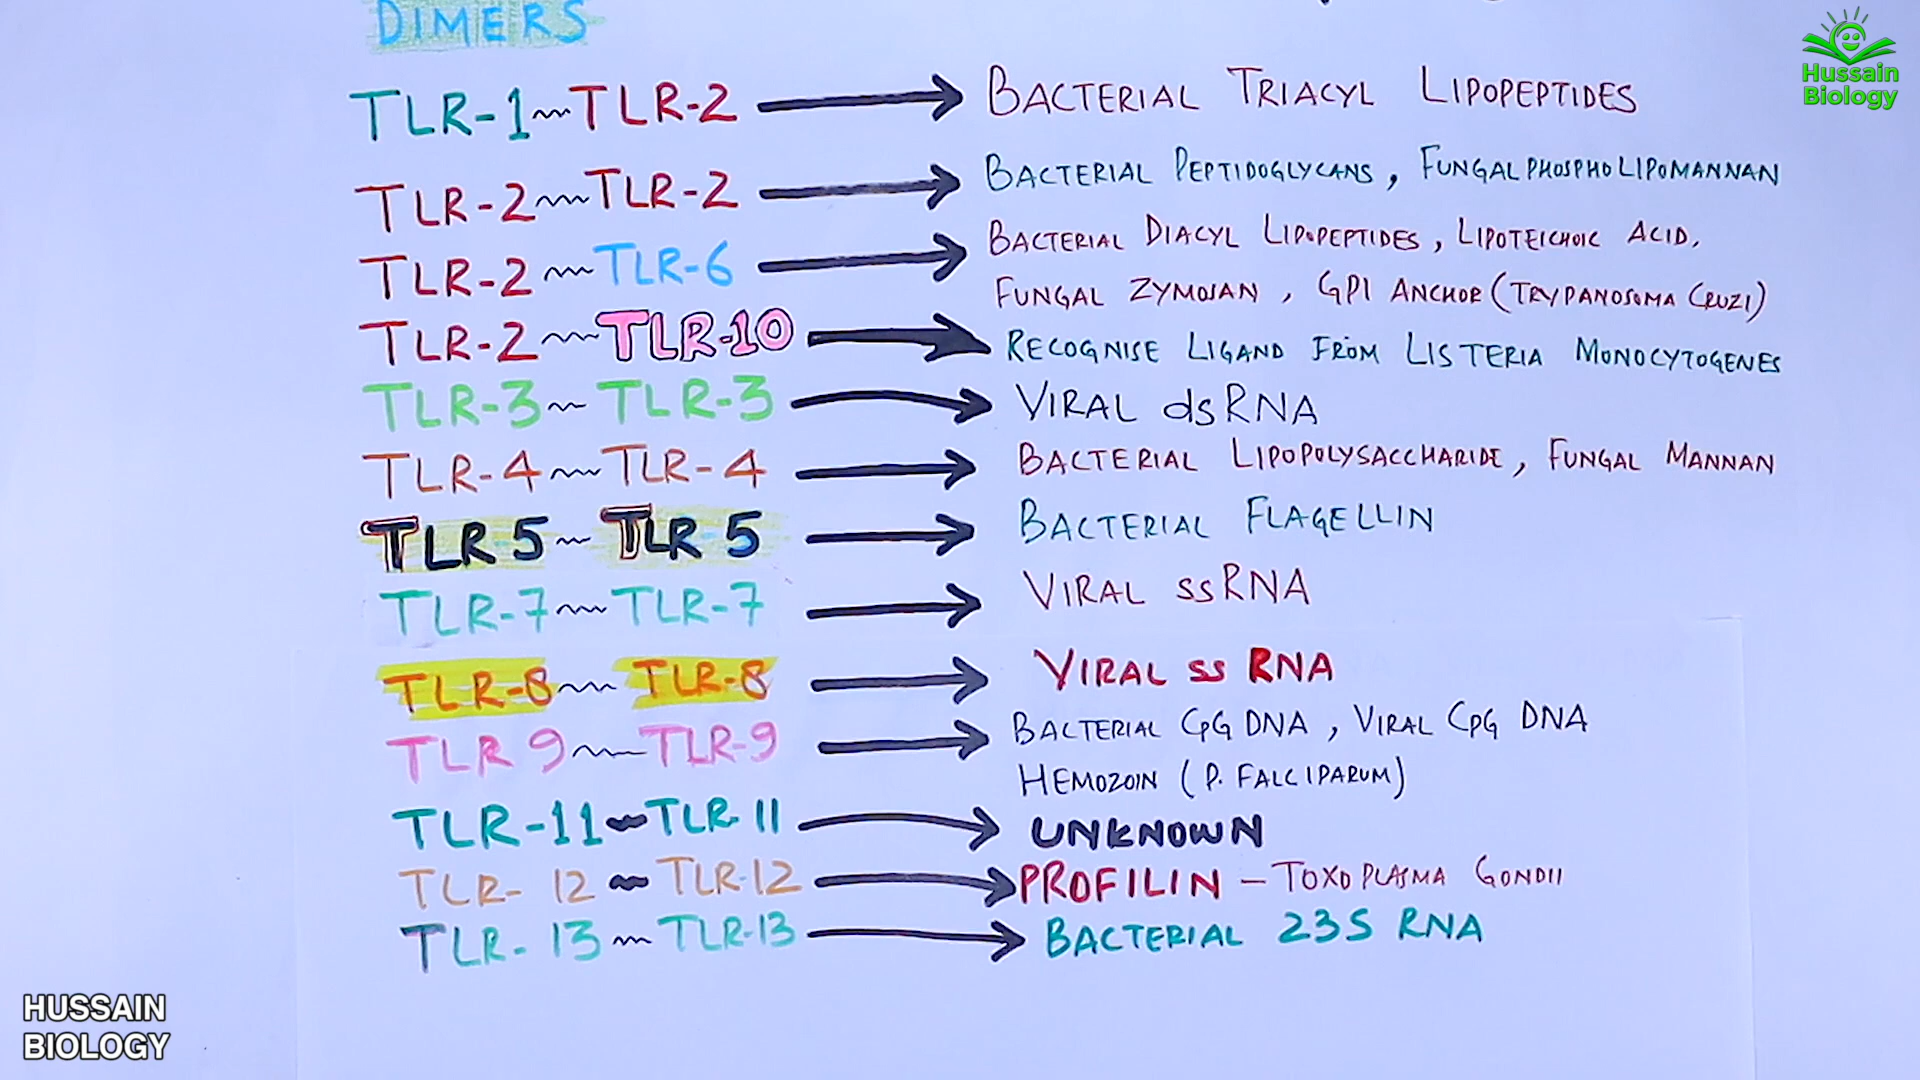 DIMERS
Hussain
Biology
TLR-1~TLR-2 → BACTERIAL TRIACYL LIPOPEPTIDES
TLR-2~TLR-2 → BACTERIAL PEPTIDOGLYCANS, FUNGAL PHOSPHOLIPOMANNAN
TLR-2~TLR-6 → BACTERIAL DIACYL LIPOPEPTIDES, LIPOTEICHOIC ACID,
FUNGAL ZYMOSAN, GPI ANCHOR (TRYPANOSOMA CRUZI)
TLR-2~TLR-10 → RECOGNISE LIGAND FROM LISTERIA MONOCYTOGENES
TLR-3~TLR-3 → VIRAL dsRNA
TLR-4~TLR-4 → BACTERIAL LIPOPOLYSACCHARIDE, FUNGAL MANNAN
TLR 5~TLR 5 → BACTERIAL FLAGELLIN
TLR-7~TLR-7 → VIRAL ssRNA
TLR-8~TLR-8 → VIRAL ss RNA
TLR 9~TLR-9 → BACTERIAL CpG DNA, VIRAL CpG DNA
HEMOZOIN (P. FALCIPARUM)
TLR-11~TLR-11 → UNKNOWN
TLR-12~TLR-12 → PROFILIN - TOXOPLASMA GONDII
TLR-13~TLR-13 → BACTERIAL 23S RNA
HUSSAIN
BIOLOGY